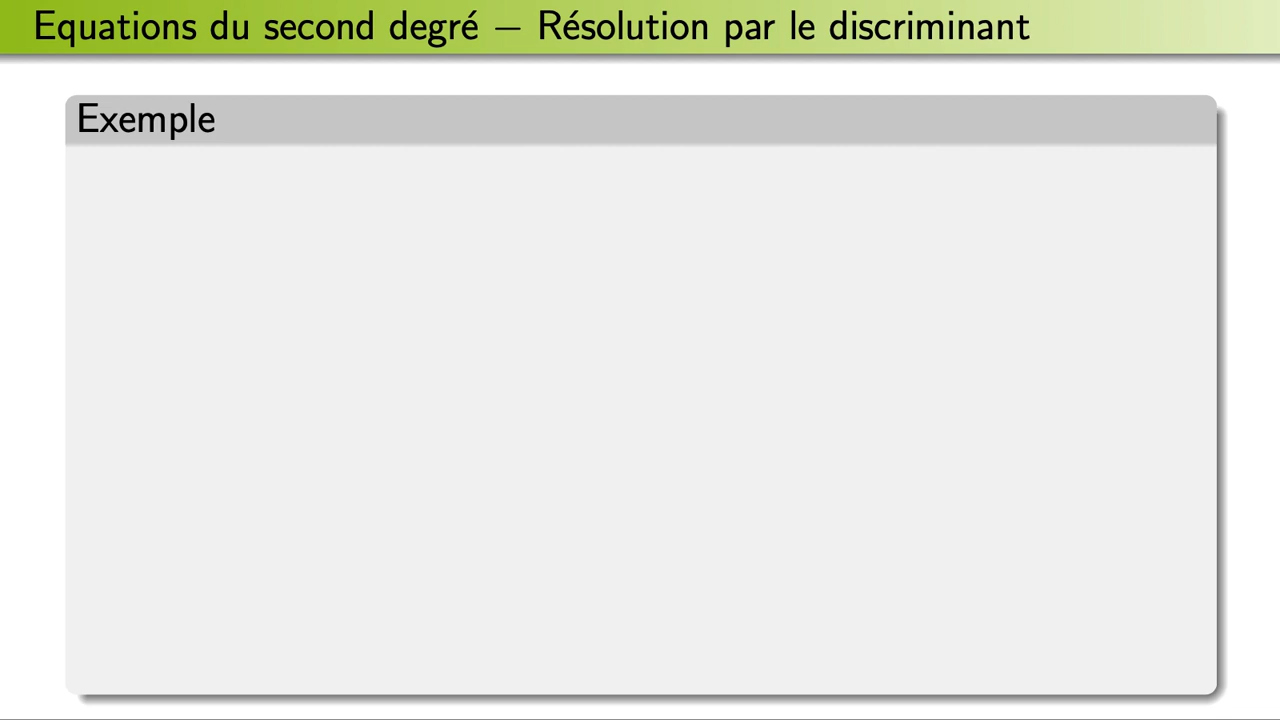 Equations du second degré − Résolution par le discriminant
Exemple